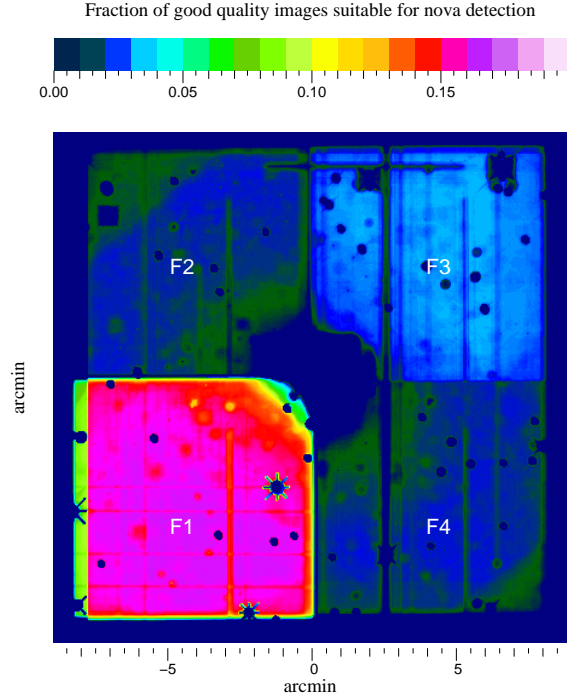 Fraction of good quality images suitable for nova detection
0.00 0.05 0.10 0.15
F2 F3
arcmin
F1 F4
−5 0 5
arcmin